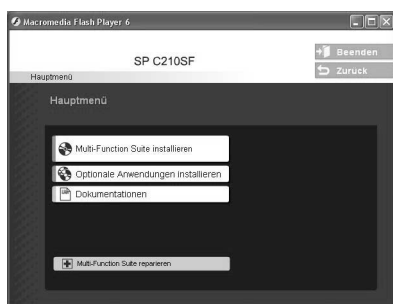 Macromedia Flash Player 6
SP C210SF
Beenden
Zurück
Hauptmenü
Hauptmenü
Multi-Function Suite installieren
Optionale Anwendungen installieren
Dokumentationen
Multi-Function Suite reparieren